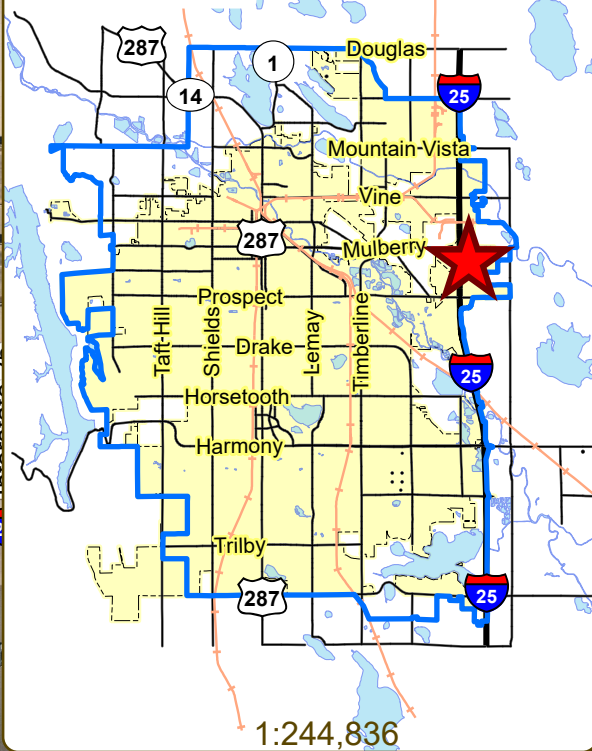 Douglas
287
1
14
25
Mountain-Vista
Vine
287
Mulberry
Prospect
Taft-Hill
Shields
Lemay
Timberline
Drake
25
Horsetooth
Harmony
Trilby
287
25
1:244,836